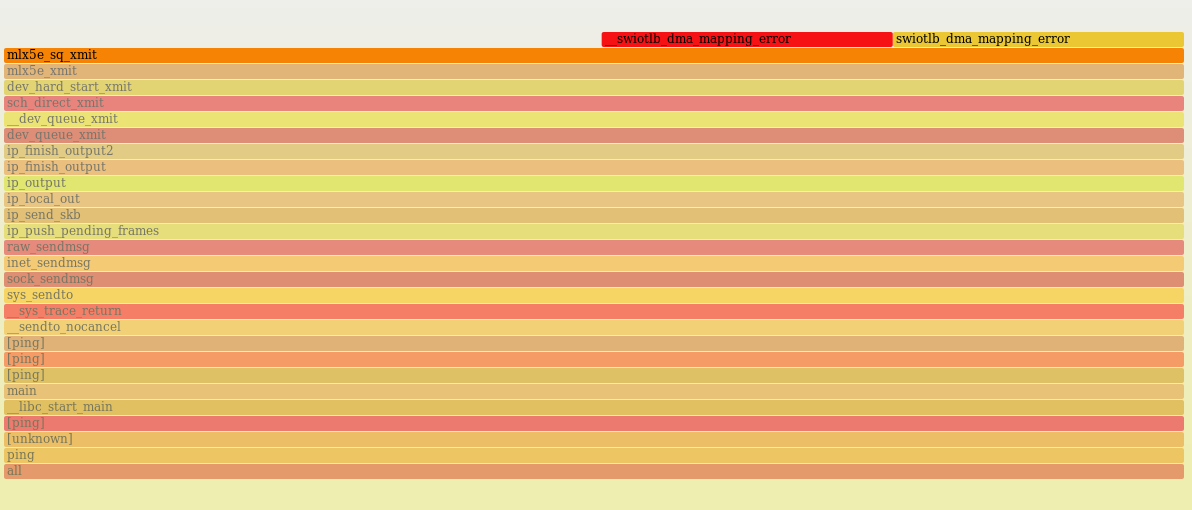 __swiotlb_dma_mapping_error swiotlb_dma_mapping_error
mlx5e_sq_xmit
mlx5e_xmit
dev_hard_start_xmit
sch_direct_xmit
__dev_queue_xmit
dev_queue_xmit
ip_finish_output2
ip_finish_output
ip_output
ip_local_out
ip_send_skb
ip_push_pending_frames
raw_sendmsg
inet_sendmsg
sock_sendmsg
sys_sendto
__sys_trace_return
__sendto_nocancel
[ping]
[ping]
[ping]
main
__libc_start_main
[ping]
[unknown]
ping
all